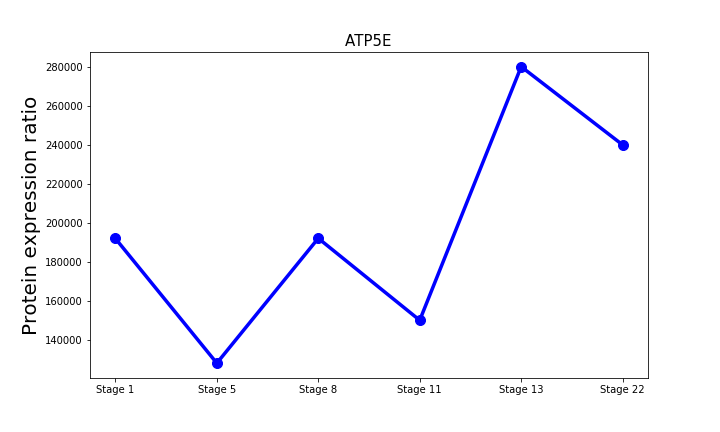 ATP5E
Protein expression ratio
280000
260000
240000
220000
200000
180000
160000
140000
Stage 1 Stage 5 Stage 8 Stage 11 Stage 13 Stage 22